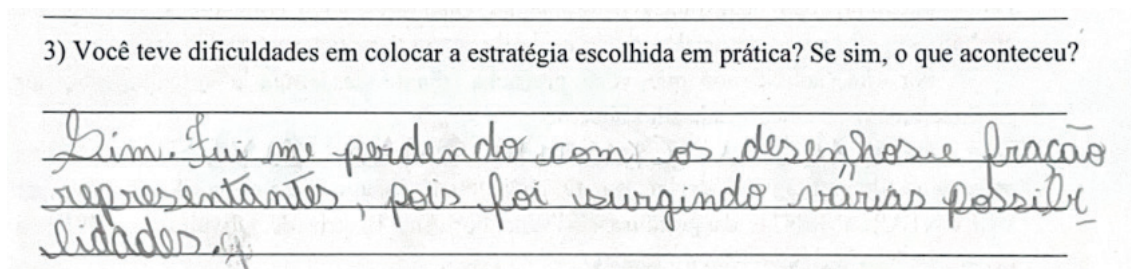 3) Você teve dificuldades em colocar a estratégia escolhida em prática? Se sim, o que aconteceu?
Sim. Fui me perdendo com os desenhos e fração
representantes, pois foi surgindo várias possibi
lidades.